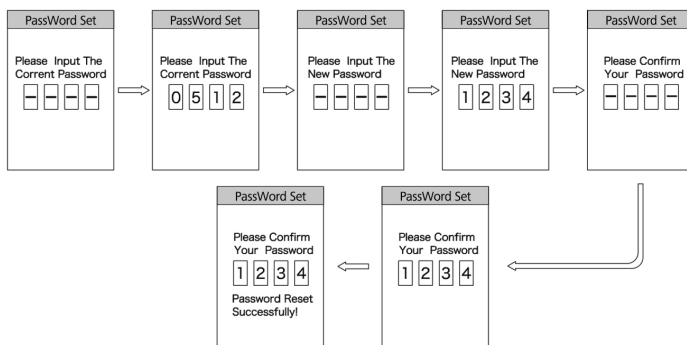 PassWord Set
Please Input The
Corrent Password
– – – –
PassWord Set
Please Input The
Corrent Password
0 5 1 2
PassWord Set
Please Input The
New Password
– – – –
PassWord Set
Please Input The
New Password
1 2 3 4
PassWord Set
Please Confirm
Your Password
– – – –
PassWord Set
Please Confirm
Your Password
1 2 3 4
PassWord Set
Please Confirm
Your Password
1 2 3 4
Password Reset
Successfully!